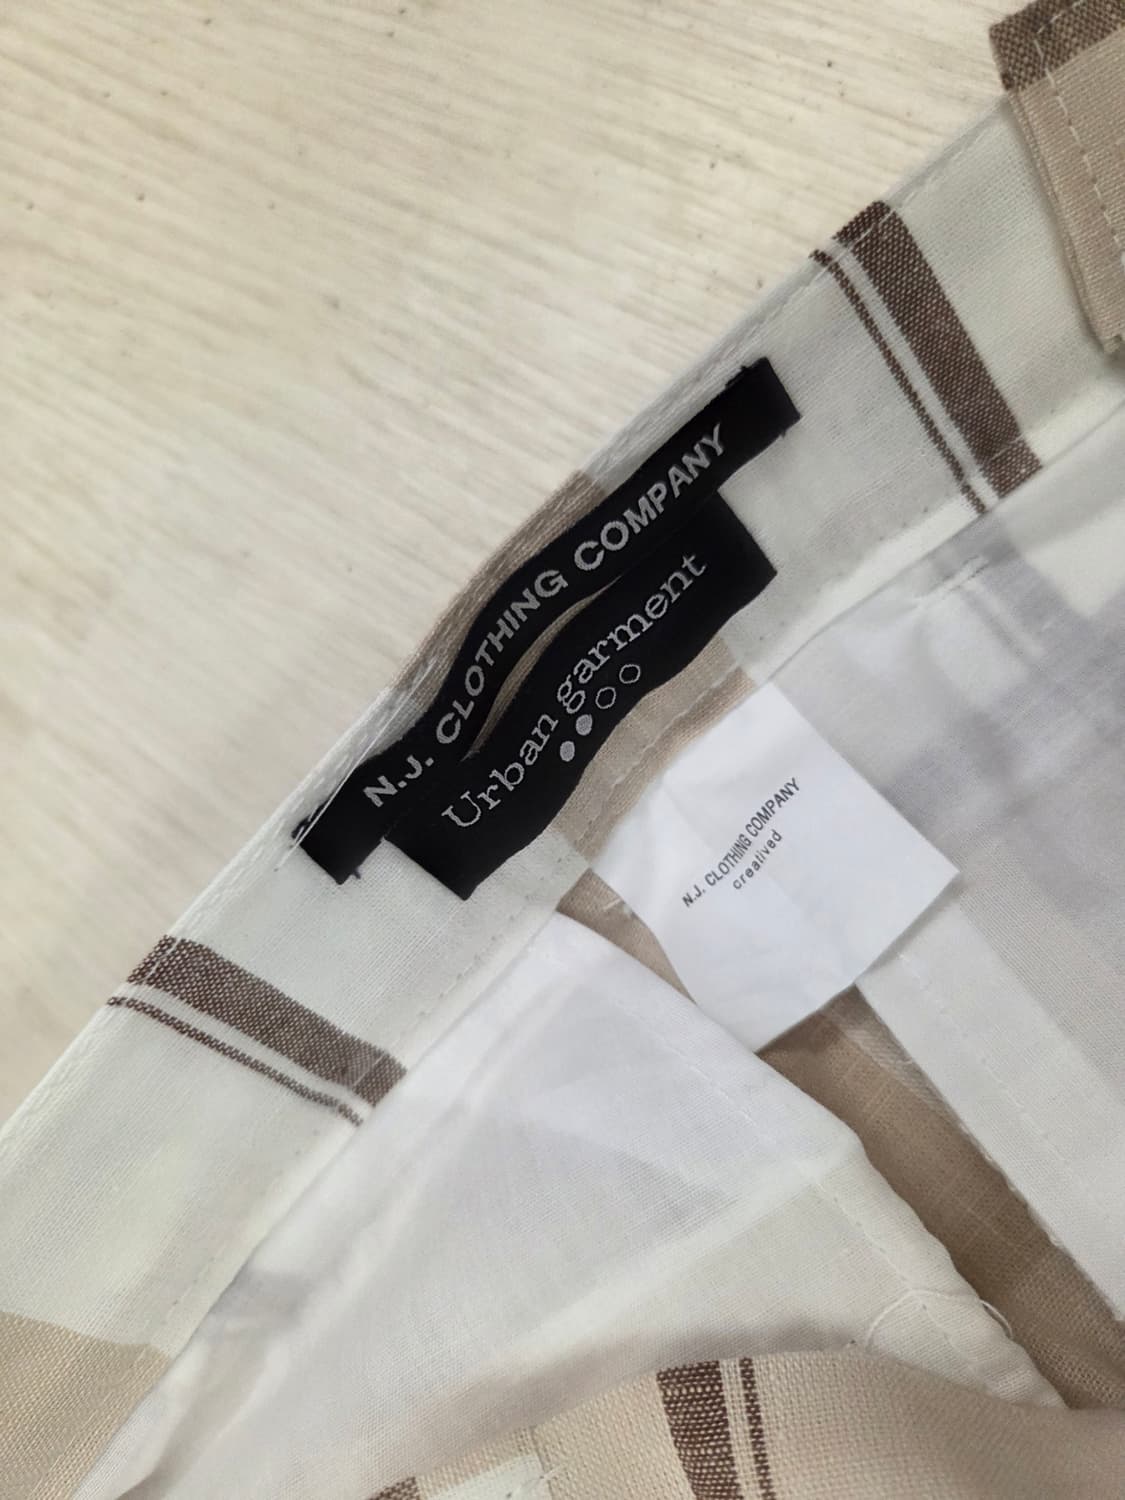 N.J. CLOTHING COMPANY
Urban garment
N.J. CLOTHING COMPANY
creatived